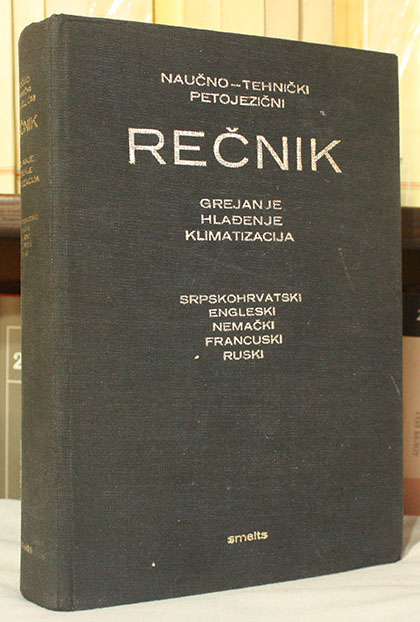 NAUČNO—TEHNIČKI
PETOJEZIČNI
REČNIK
GREJANJE
HLAĐENJE
KLIMATIZACIJA
SRPSKOHRVATSKI
ENGLESKI
NEMAČKI
FRANCUSKI
RUSKI
smeits